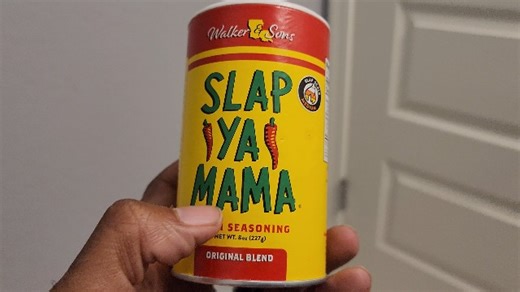 Walker & Sons
SLAP
YA
MAMA
SEASONING
NET WT. 8oz (227g)
ORIGINAL BLEND